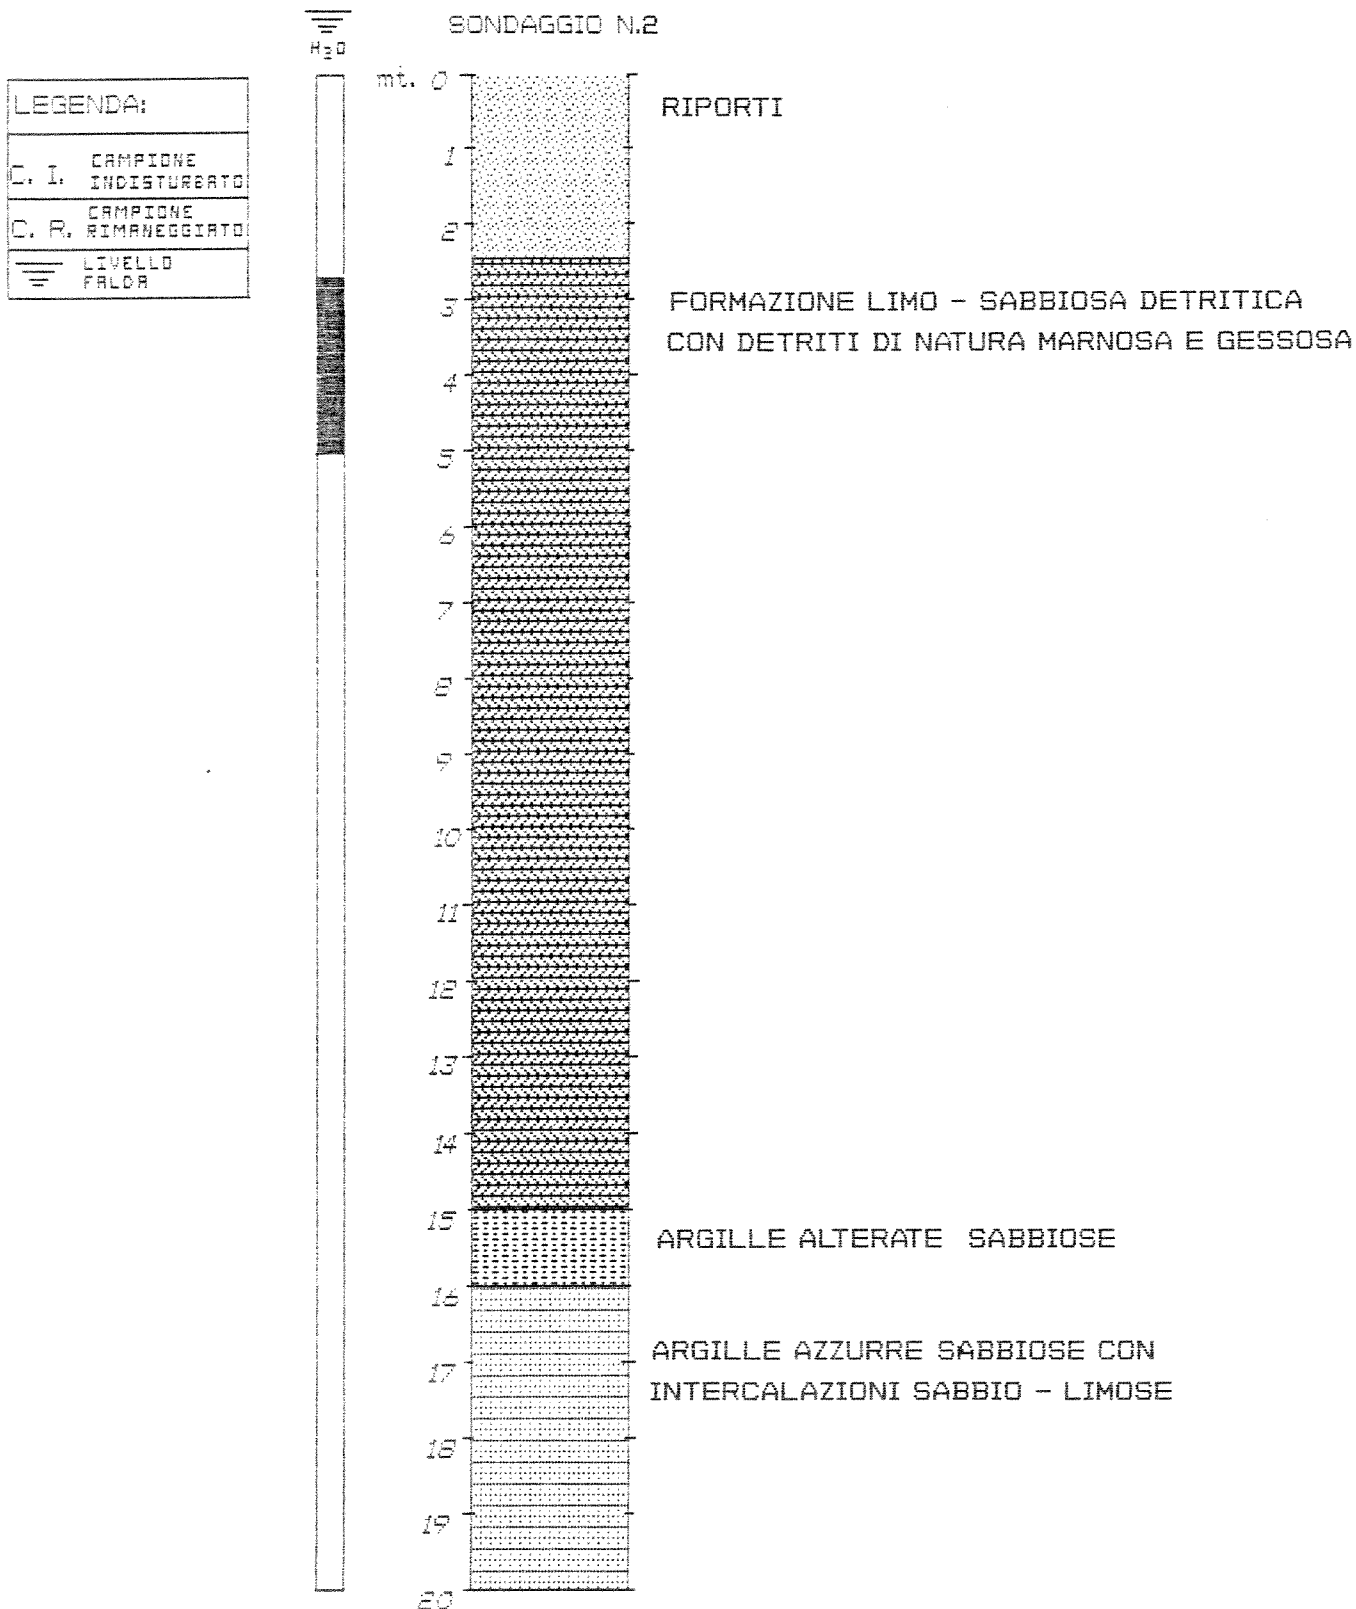 SONDAGGIO N.2
H2O
mt. 0
LEGENDA:
C. I. CAMPIONE
INDISTURBATO
C. R. CAMPIONE
RIMANEGGIATO
LIVELLO
FALDA
RIPORTI
1
2
3
FORMAZIONE LIMO - SABBIOSA DETRITICA
CON DETRITI DI NATURA MARNOSA E GESSOSA
4
5
6
7
8
9
10
11
12
13
14
15
ARGILLE ALTERATE SABBIOSE
16
ARGILLE AZZURRE SABBIOSE CON
17
INTERCALAZIONI SABBIO - LIMOSE
18
19
20